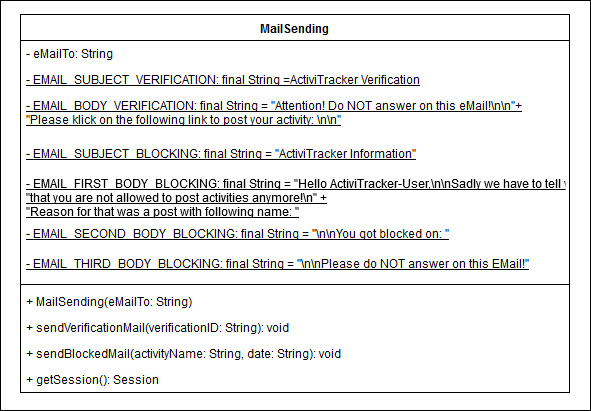 MailSending
- eMailTo: String
- EMAIL_SUBJECT_VERIFICATION: final String =ActiviTracker Verification
- EMAIL_BODY_VERIFICATION: final String = "Attention! Do NOT answer on this eMail!\n\n"+
"Please klick on the following link to post your activity: \n\n"
- EMAIL_SUBJECT_BLOCKING: final String = "ActiviTracker Information"
- EMAIL_FIRST_BODY_BLOCKING: final String = "Hello ActiviTracker-User,\n\nSadly we have to tell
"that you are not allowed to post activities anymore!\n" +
"Reason for that was a post with following name: "
- EMAIL_SECOND_BODY_BLOCKING: final String = "\n\nYou got blocked on: "
- EMAIL_THIRD_BODY_BLOCKING: final String = "\n\nPlease do NOT answer on this EMail!"
+ MailSending(eMailTo: String)
+ sendVerificationMail(verificationID: String): void
+ sendBlockedMail(activityName: String, date: String): void
+ getSession(): Session